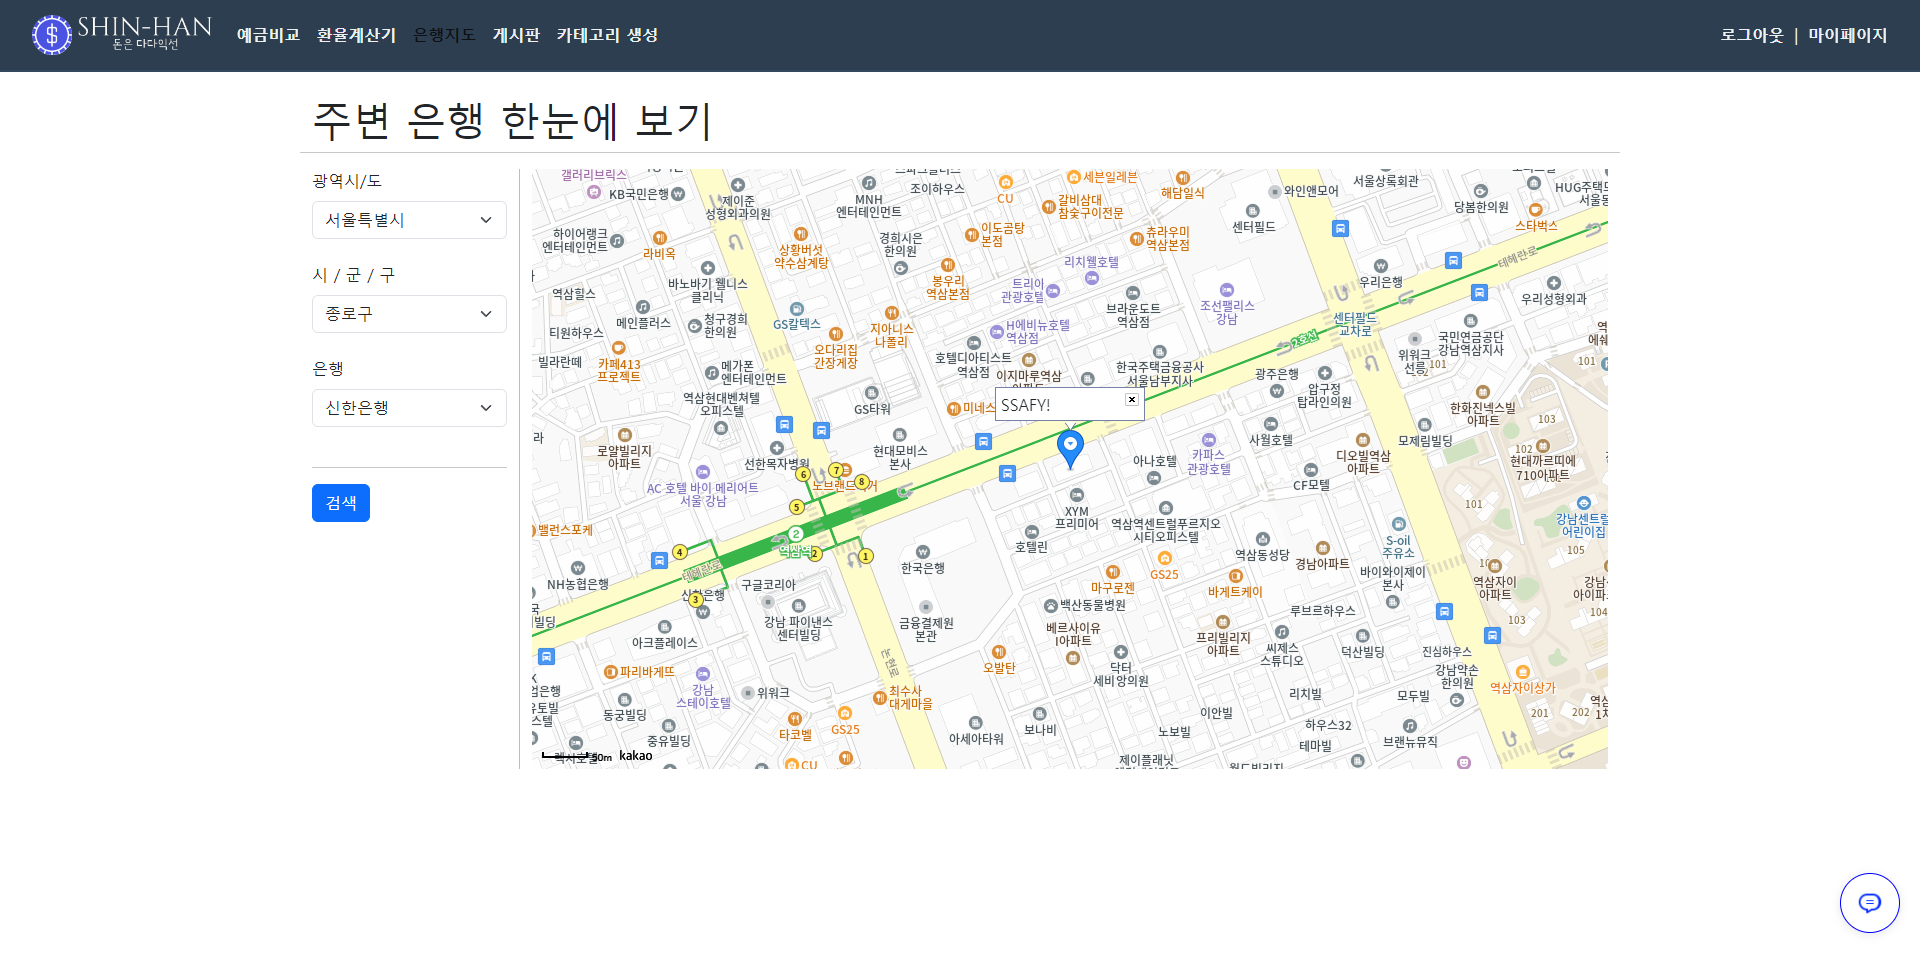 SHIN-HAN
돈은 다다익선
예금비교 환율계산기 은행지도 게시판 카테고리 생성
로그아웃 | 마이페이지
주변 은행 한눈에 보기
광역시/도
서울특별시
시 / 군 / 구
종로구
은행
신한은행
검색
갤러리브릭스
KB국민은행
제이준
성형외과의원
MNH
엔터테인먼트
조이하우스
CU
세븐일레븐
갈비삼대
참숯구이전문
해담일식
와인앤모어
서울상록회관
당봄한의원
HUG주택도
서울동
스타벅스
하이어랭크
엔터테인먼트
라비옥
상황버섯
약수삼계탕
경희시은
한의원
이도곰탕
본점
츄라우미
역삼본점
센터필드
테헤란로
역삼힐스
바노바기 웰니스
클리닉
봉우리
역삼본점
리치웰호텔
트리아
관광호텔
브라운도트
역삼점
조선팰리스
강남
우리은행
우리성형외과
티원하우스
메인플러스
청구경희
한의원
GS칼텍스
지아니스
나폴리
H에비뉴호텔
역삼점
2호선
센터필드
교차로
국민연금공단
강남역삼지사
위워크
선릉
101
101
빌라란떼
카페413
프로젝트
메가폰
엔터테인먼트
오다리집
간장게장
호텔디아티스트
역삼점
이지마루역삼
한국주택금융공사
서울남부지사
광주은행
압구정
탑라인의원
역삼현대벤쳐텔
오피스텔
GS타워
미네스
SSAFY!
한화진넥스빌
아파트
103
로얄빌리지
아파트
선한목자병원
현대모비스
본사
아나호텔
카파스
관광호텔
사월호텔
디오빌역삼
아파트
모제림빌딩
102
현대까르띠에
710아파트
AC 호텔 바이 메리어트
서울 강남
6
7
8
5
CF모텔
101
밸런스포케
XYM
프리미어
역삼역센트럴푸르지오
시티오피스텔
S-oil
주유소
강남센트럴
어린이집
4
2
역삼역
2
1
호텔린
역삼동성당
105
테헤란로
NH농협은행
신한은행
3
구글코리아
한국은행
마구로젠
GS25
바게트케이
경남아파트
바이와이제이
본사
역삼자이
아파트
강남
아이파
빌딩
아크플레이스
강남 파이낸스
센터빌딩
금융결제원
본관
백산동물병원
베르사이유
I아파트
프리빌리지
아파트
루브르하우스
씨제스
스튜디오
덕산빌딩
103
104
진심하우스
파리바게뜨
강남
스테이호텔
논현로
오발탄
닥터
세비앙의원
강남약손
한의원
역삼자이상가
위워크
최수사
대게마을
리치빌
모두빌
동궁빌딩
타코벨
GS25
보나비
이안빌
하우스32
201
202
중유빌딩
아세아타워
노보빌
테마빌
브랜뉴뮤직
50m
kakao
CU
제이플래닛